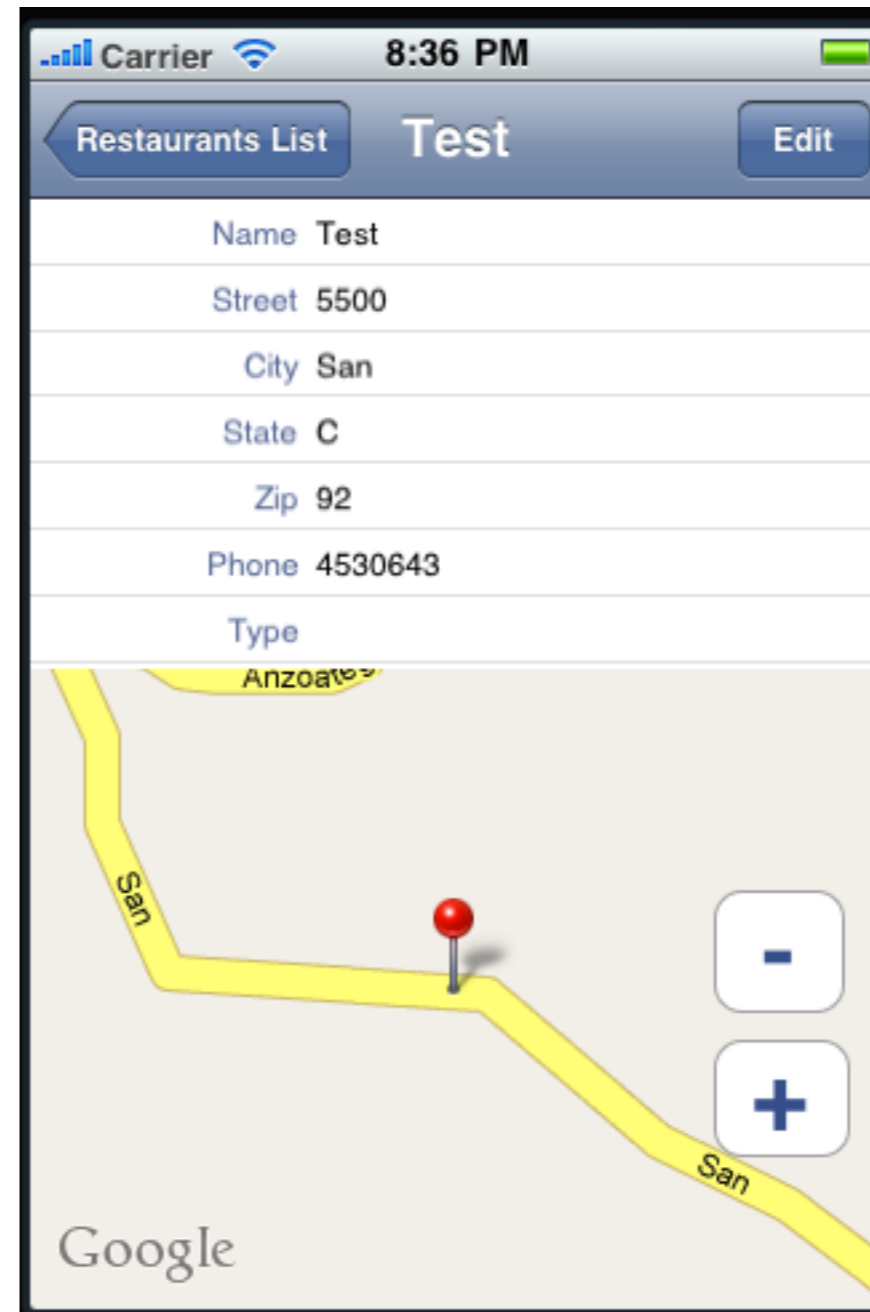 Carrier 8:36 PM
Restaurants List Test Edit
Name Test
Street 5500
City San
State C
Zip 92
Phone 4530643
Type
San
-
+
San
Google